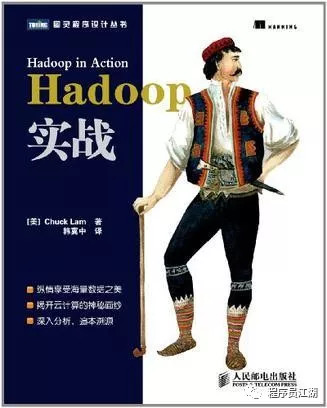 TURING 图灵程序设计丛书
MANNING
Hadoop in Action
Hadoop
实战
[美] Chuck Lam 著
韩冀中 译
纵情享受海量数据之美
揭开云计算的神秘面纱
深入分析，追本溯源
人民邮电出版社
POSTS & TELECOM PRESS
程序员江湖